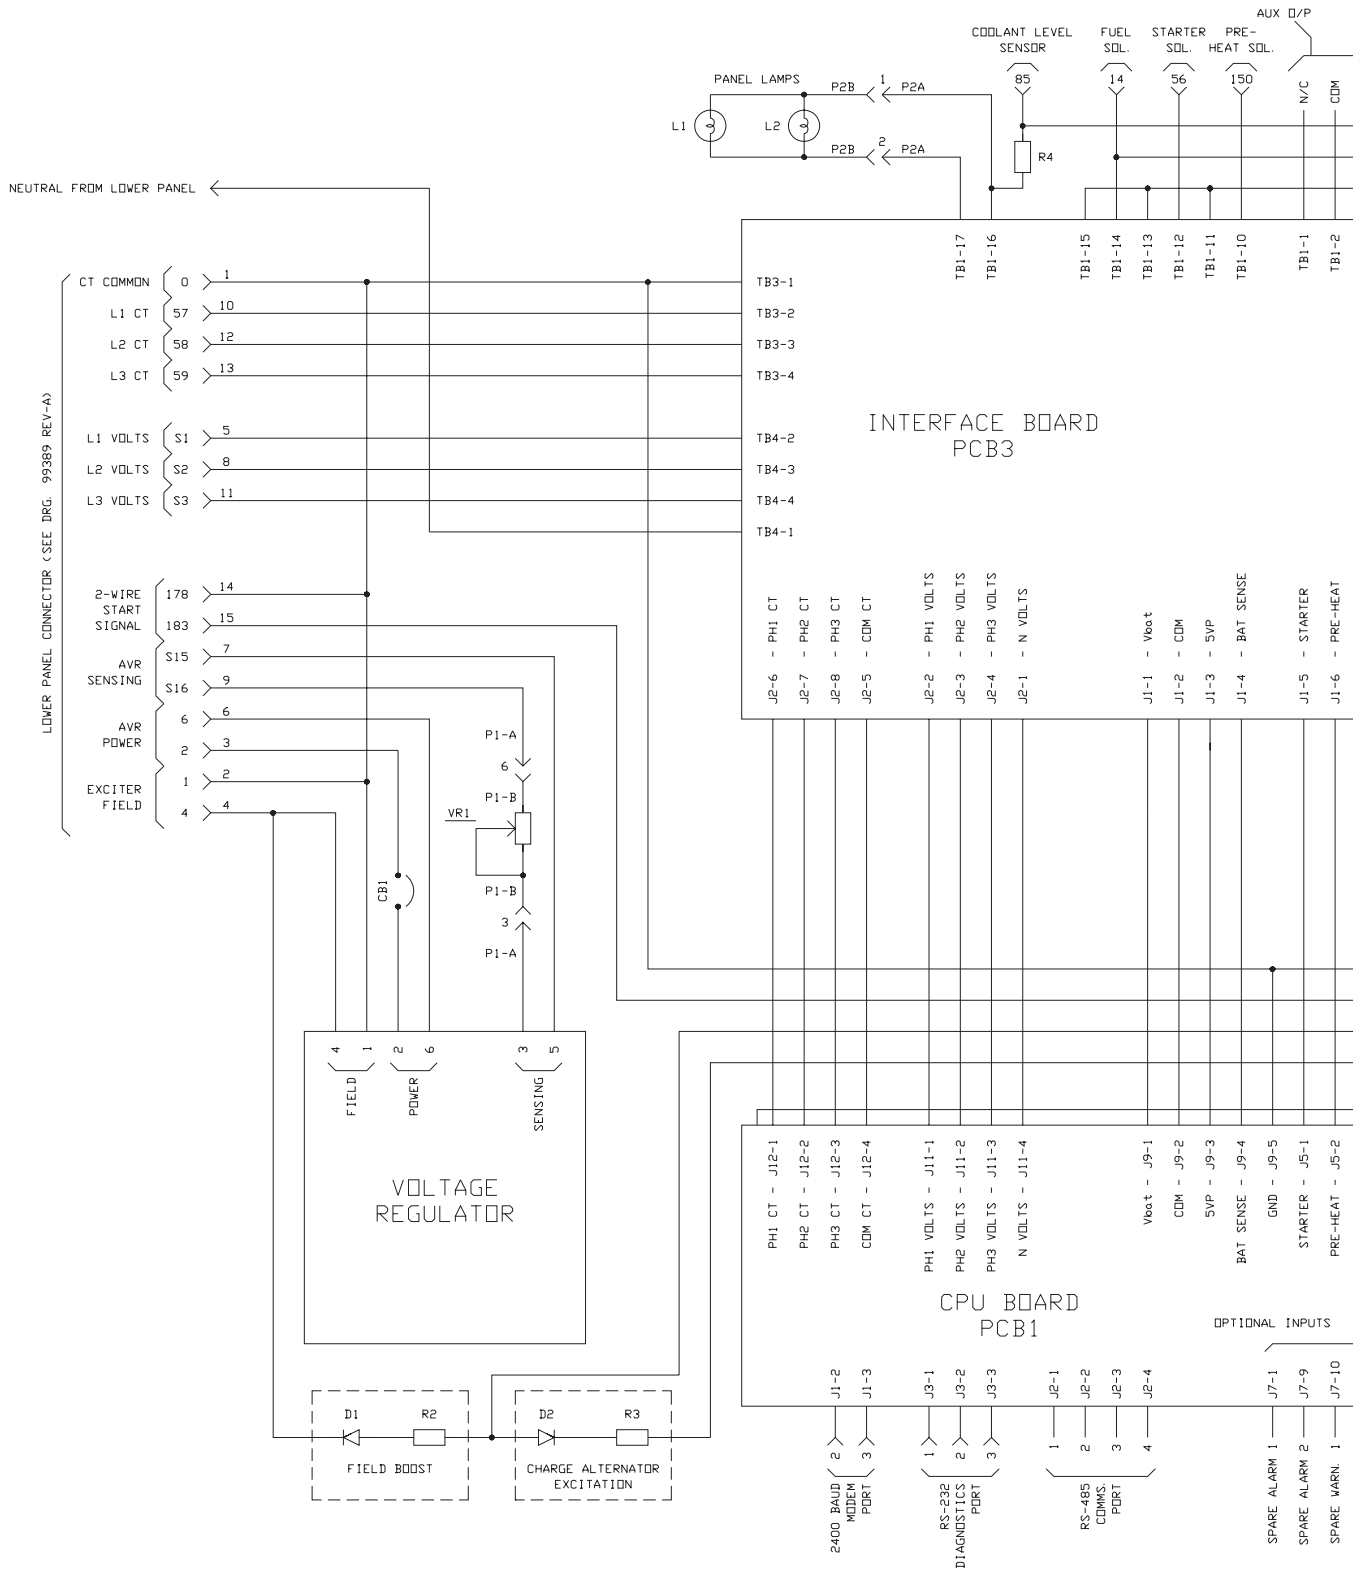 AUX O/P
COOLANT LEVEL
SENSOR
FUEL
SOL.
STARTER
SOL.
PRE-
HEAT SOL.
85
14
56
150
N/C
COM
PANEL LAMPS
P2B
1
P2A
L1
L2
P2B
2
P2A
R4
NEUTRAL FROM LOWER PANEL
TB1-17
TB1-16
TB1-15
TB1-14
TB1-13
TB1-12
TB1-11
TB1-10
TB1-1
TB1-2
LOWER PANEL CONNECTOR (SEE DRG. 99389 REV-A)
CT COMMON 0 1 TB3-1
L1 CT 57 10 TB3-2
L2 CT 58 12 TB3-3
L3 CT 59 13 TB3-4
INTERFACE BOARD
PCB3
L1 VOLTS S1 5 TB4-2
L2 VOLTS S2 8 TB4-3
L3 VOLTS S3 11 TB4-4
TB4-1
2-WIRE
START
SIGNAL
178 14
183 15
AVR
SENSING
S15 7
S16 9
AVR
POWER
6 6
2 3
EXCITER
FIELD
1 2
4 4
J2-6 - PH1 CT
J2-7 - PH2 CT
J2-8 - PH3 CT
J2-5 - COM CT
J2-2 - PH1 VOLTS
J2-3 - PH2 VOLTS
J2-4 - PH3 VOLTS
J2-1 - N VOLTS
J1-1 - Vbat
J1-2 - COM
J1-3 - 5VP
J1-4 - BAT SENSE
J1-5 - STARTER
J1-6 - PRE-HEAT
P1-A
6
P1-B
VR1
P1-B
3
P1-A
CB1
4
1
2
6
3
5
FIELD
POWER
SENSING
VOLTAGE
REGULATOR
PH1 CT - J12-1
PH2 CT - J12-2
PH3 CT - J12-3
COM CT - J12-4
PH1 VOLTS - J11-1
PH2 VOLTS - J11-2
PH3 VOLTS - J11-3
N VOLTS - J11-4
Vbat - J9-1
COM - J9-2
5VP - J9-3
BAT SENSE - J9-4
GND - J9-5
STARTER - J5-1
PRE-HEAT - J5-2
CPU BOARD
PCB1
OPTIONAL INPUTS
J1-2
J1-3
J3-1
J3-2
J3-3
J2-1
J2-2
J2-3
J2-4
J7-1
J7-9
J7-10
D1
R2
FIELD BOOST
D2
R3
CHARGE ALTERNATOR
EXCITATION
2
3
2400 BAUD
MODEM
PORT
1
2
3
RS-232
DIAGNOSTICS
PORT
1
2
3
4
RS-485
COMMS.
PORT
SPARE ALARM 1
SPARE ALARM 2
SPARE WARN. 1